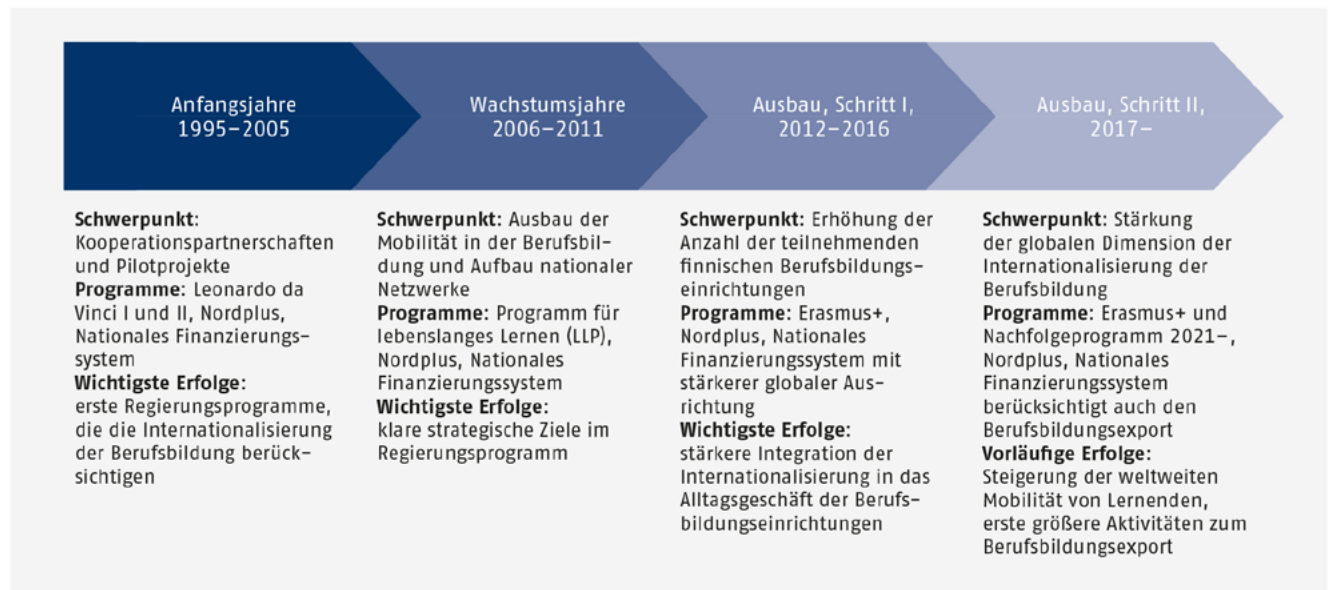 Anfangsjahre
1995–2005
Wachstumsjahre
2006–2011
Ausbau, Schritt I,
2012–2016
Ausbau, Schritt II,
2017–
Schwerpunkt:
Kooperationspartnerschaften
und Pilotprojekte
Programme: Leonardo da
Vinci I und II, Nordplus,
Nationales Finanzierungs-
system
Wichtigste Erfolge:
erste Regierungsprogramme,
die die Internationalisierung
der Berufsbildung berück-
sichtigen
Schwerpunkt: Ausbau der
Mobilität in der Berufsbil-
dung und Aufbau nationaler
Netzwerke
Programme: Programm für
lebenslanges Lernen (LLP),
Nordplus, Nationales
Finanzierungssystem
Wichtigste Erfolge:
klare strategische Ziele im
Regierungsprogramm
Schwerpunkt: Erhöhung der
Anzahl der teilnehmenden
finnischen Berufsbildungs-
einrichtungen
Programme: Erasmus+,
Nordplus, Nationales
Finanzierungssystem mit
stärkerer globaler Aus-
richtung
Wichtigste Erfolge:
stärkere Integration der
Internationalisierung in das
Alltagsgeschäft der Berufs-
bildungseinrichtungen
Schwerpunkt: Stärkung
der globalen Dimension der
Internationalisierung der
Berufsbildung
Programme: Erasmus+ und
Nachfolgeprogramm 2021–,
Nordplus, Nationales
Finanzierungssystem
berücksichtigt auch den
Berufsbildungsexport
Vorläufige Erfolge:
Steigerung der weltweiten
Mobilität von Lernenden,
erste größere Aktivitäten zum
Berufsbildungsexport